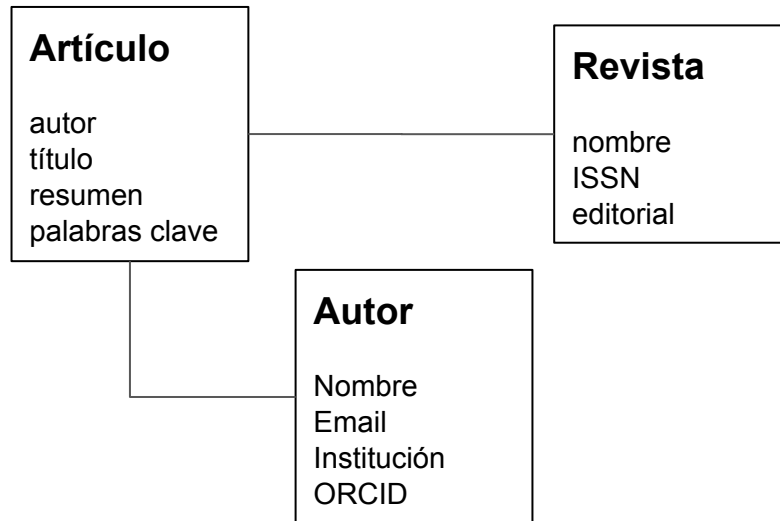 Artículo
autor
título
resumen
palabras clave
Revista
nombre
ISSN
editorial
Autor
Nombre
Email
Institución
ORCID